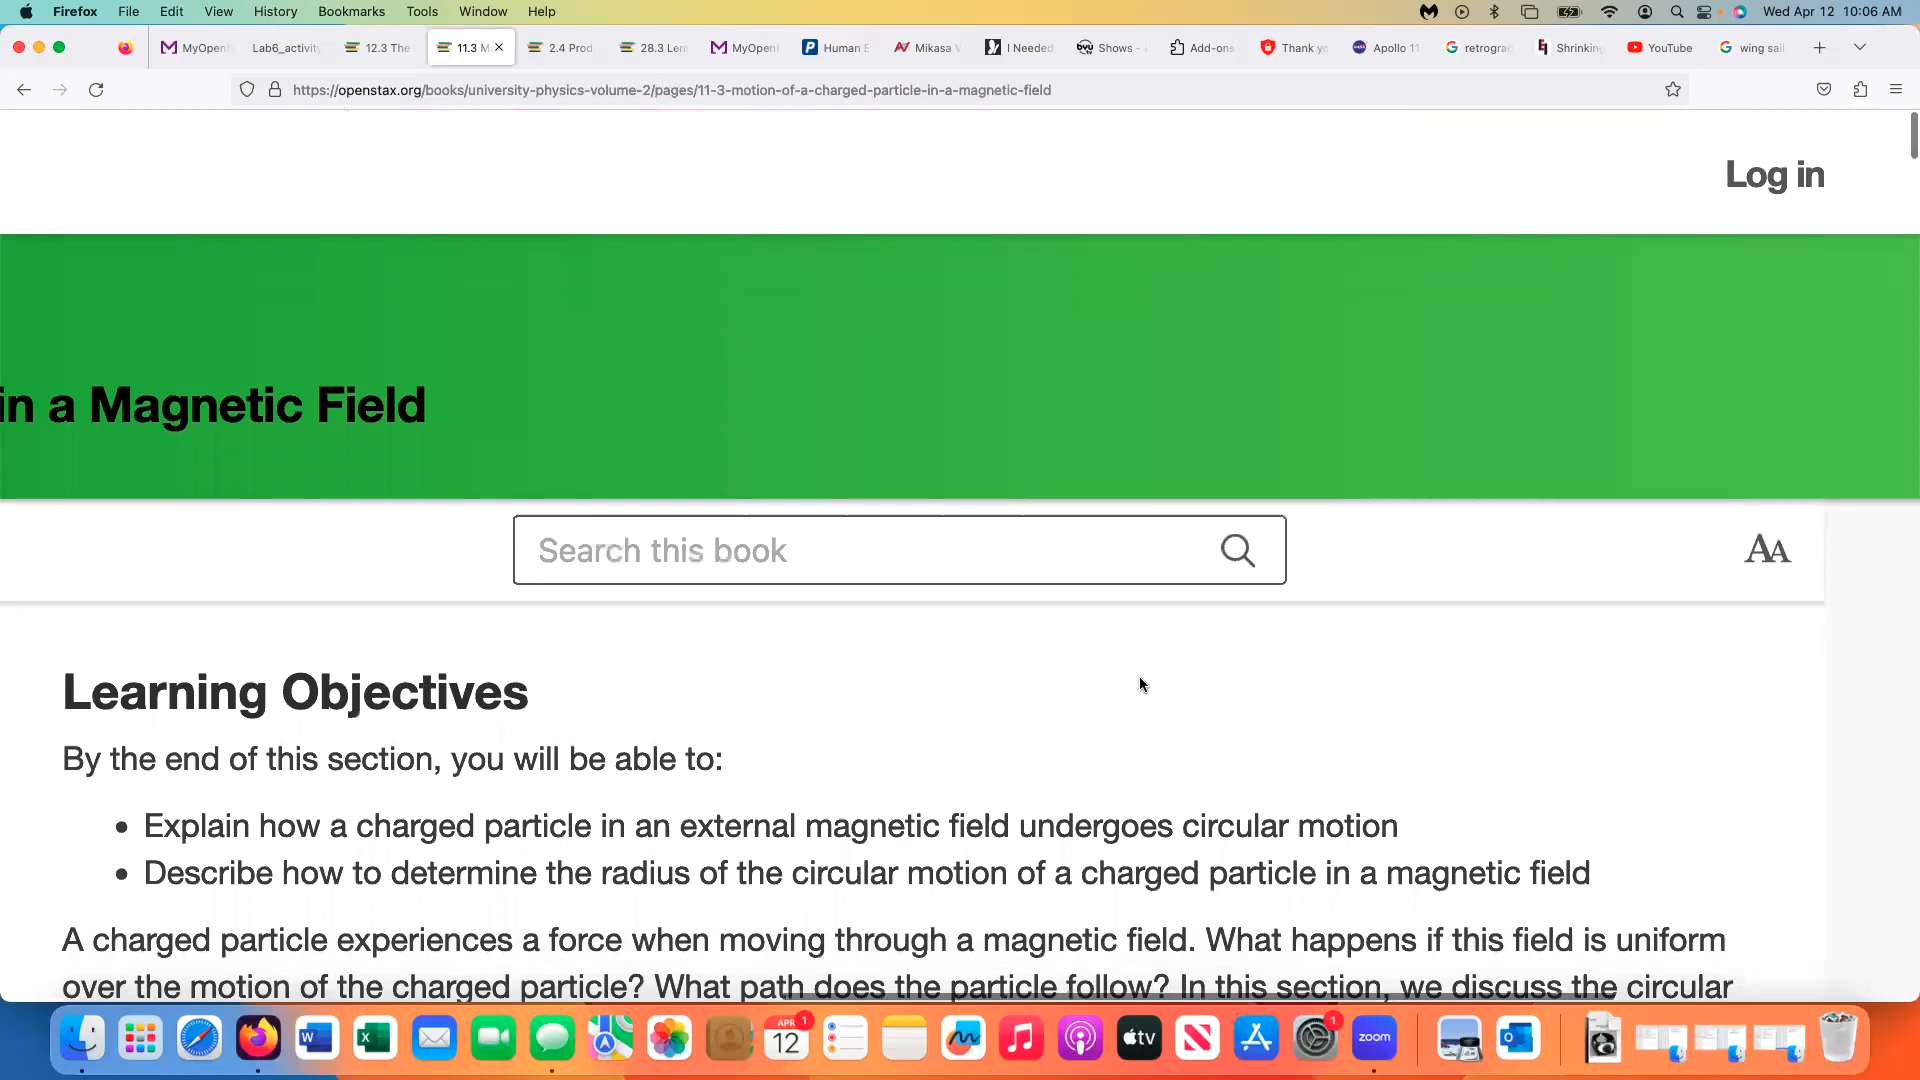 Firefox File Edit View History Bookmarks Tools Window Help Wed Apr 12 10:06 AM
MyOpen Lab6_activity 12.3 The 11.3 M 2.4 Prod 28.3 Len MyOpen Human E Mikasa V I Needed byu Shows - Add-ons Thank yo Apollo 11 retrogra Shrinking YouTube wing sail
https://openstax.org/books/university-physics-volume-2/pages/11-3-motion-of-a-charged-particle-in-a-magnetic-field
Log in
in a Magnetic Field
Search this book
AA
Learning Objectives
By the end of this section, you will be able to:
• Explain how a charged particle in an external magnetic field undergoes circular motion
• Describe how to determine the radius of the circular motion of a charged particle in a magnetic field
A charged particle experiences a force when moving through a magnetic field. What happens if this field is uniform
over the motion of the charged particle? What path does the particle follow? In this section, we discuss the circular
APR 12 1 tv 1 zoom